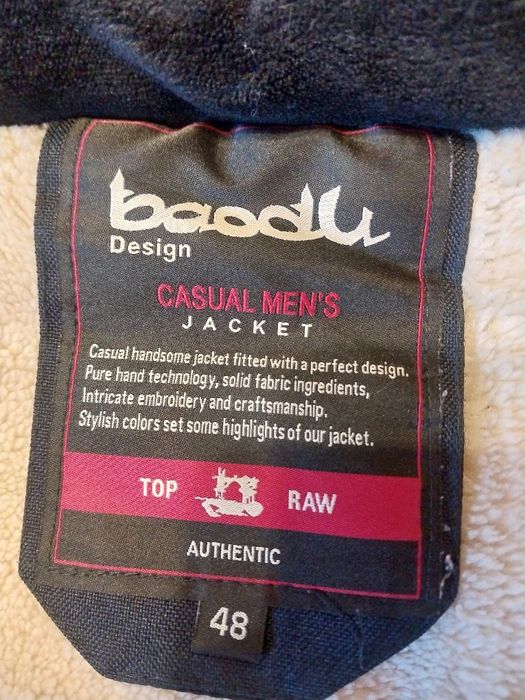 baodu
Design
CASUAL MEN'S
JACKET
Casual handsome jacket fitted with a perfect design.
Pure hand technology, solid fabric ingredients,
Intricate embroidery and craftsmanship.
Stylish colors set some highlights of our jacket.
TOP RAW
AUTHENTIC
48